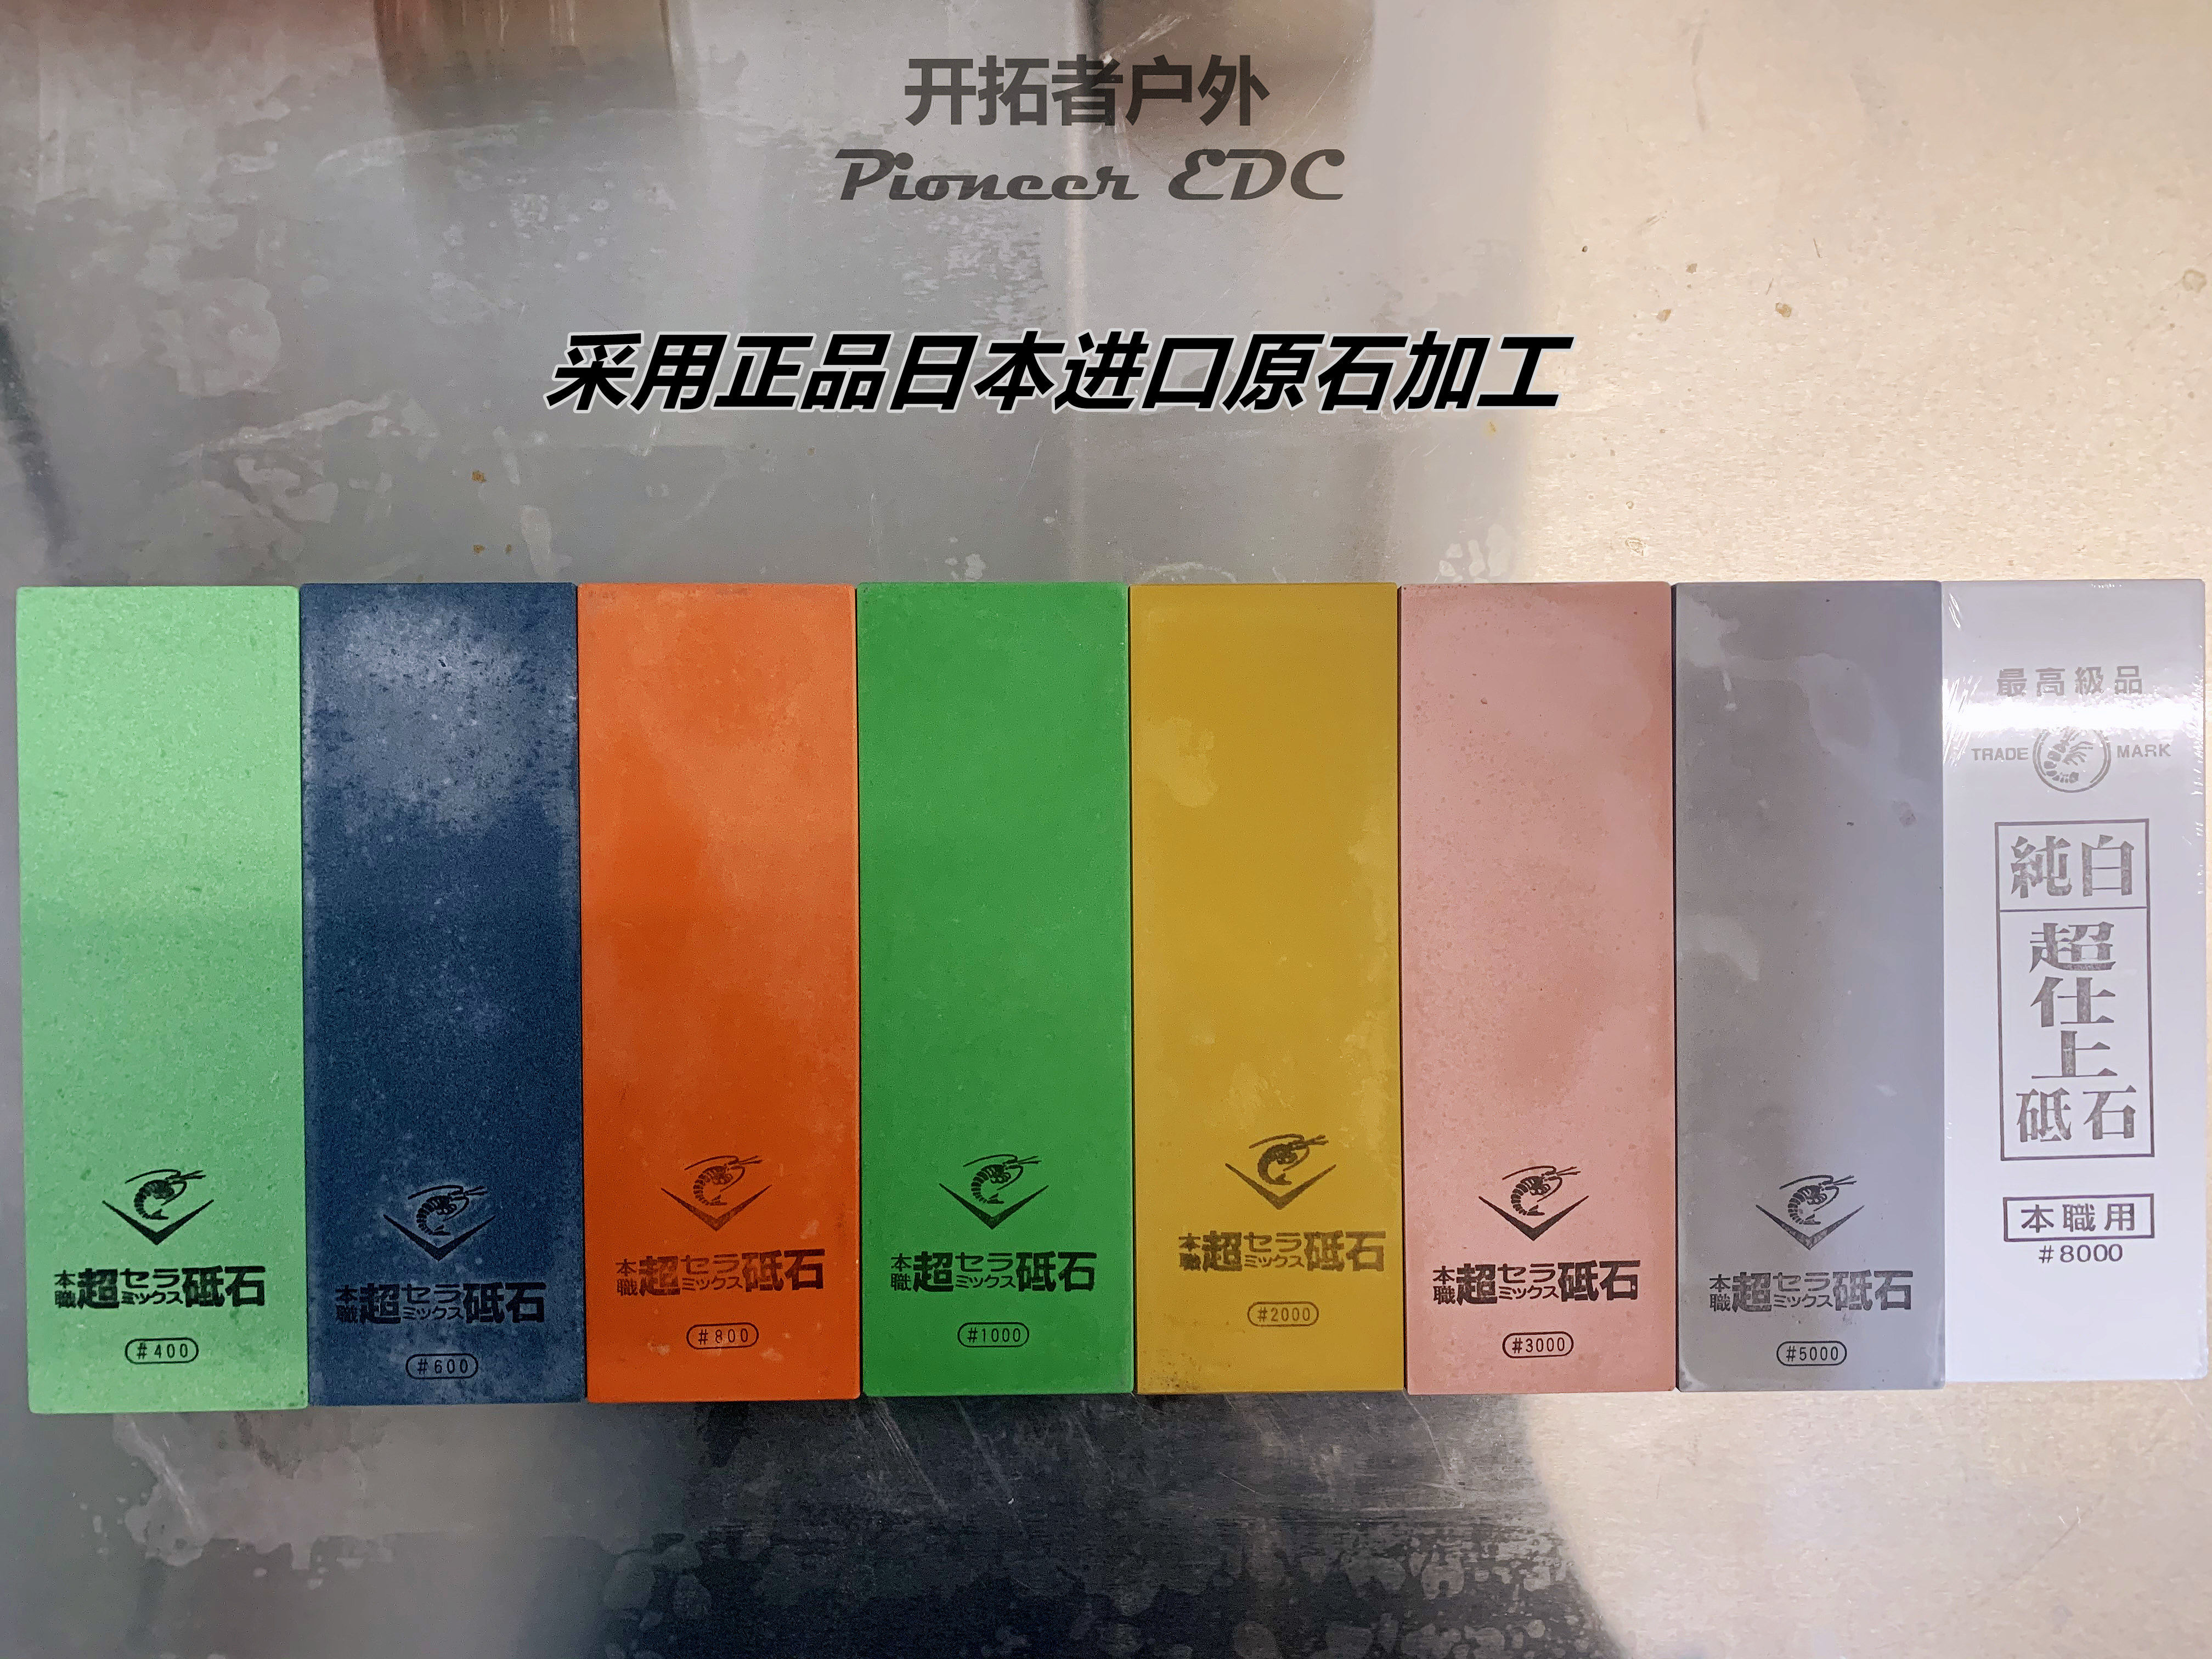 开拓者户外
Pioneer EDC
采用正品日本进口原石加工
本職超セラミックス砥石
#400
本職超セラミックス砥石
#600
本職超セラミックス砥石
#800
本職超セラミックス砥石
#1000
本職超セラミックス砥石
#2000
本職超セラミックス砥石
#3000
本職超セラミックス砥石
#5000
最高級品
TRADE MARK
純白
超
仕
上
砥石
本職用
#8000